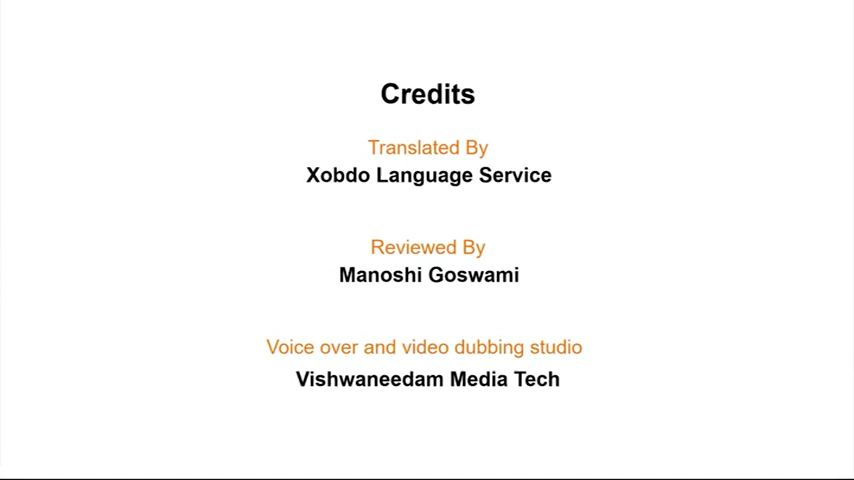 Credits
Translated By
Xobdo Language Service
Reviewed By
Manoshi Goswami
Voice over and video dubbing studio
Vishwaneedam Media Tech